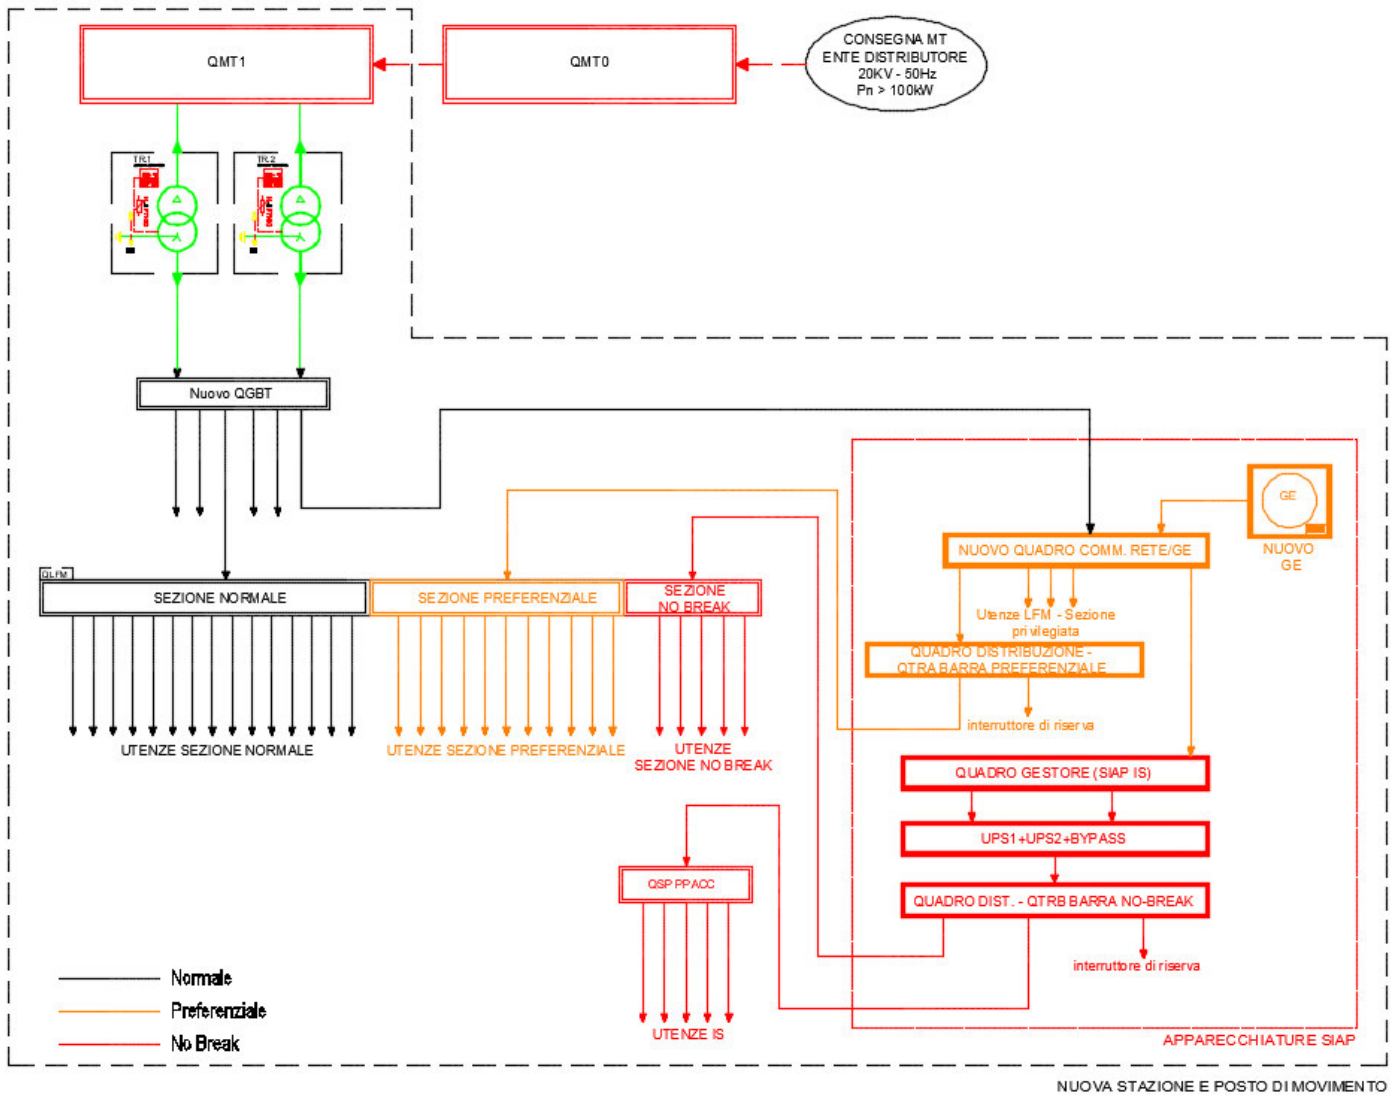 CONSEGNA MT
ENTE DISTRIBUTORE
20KV - 50Hz
Pn > 100kW
QMT0
QMT1
TR.1
TR.2
Nuovo QGBT
GE
NUOVO
GE
NUOVO QUADRO COMM. RETE/GE
QLFM
SEZIONE NORMALE
SEZIONE PREFERENZIALE
SEZIONE
NO BREAK
Utenze LFM - Sezione
privilegiata
QUADRO DISTRIBUZIONE -
QTRA BARRA PREFERENZIALE
interruttore di riserva
UTENZE SEZIONE NORMALE
UTENZE SEZIONE PREFERENZIALE
UTENZE
SEZIONE NO BREAK
QUADRO GESTORE (SIAP IS)
UPS1+UPS2+BYPASS
QSP PPACC
QUADRO DIST. - QTRB BARRA NO-BREAK
interruttore di riserva
Normale
Preferenziale
No Break
UTENZE IS
APPARECCHIATURE SIAP
NUOVA STAZIONE E POSTO DI MOVIMENTO